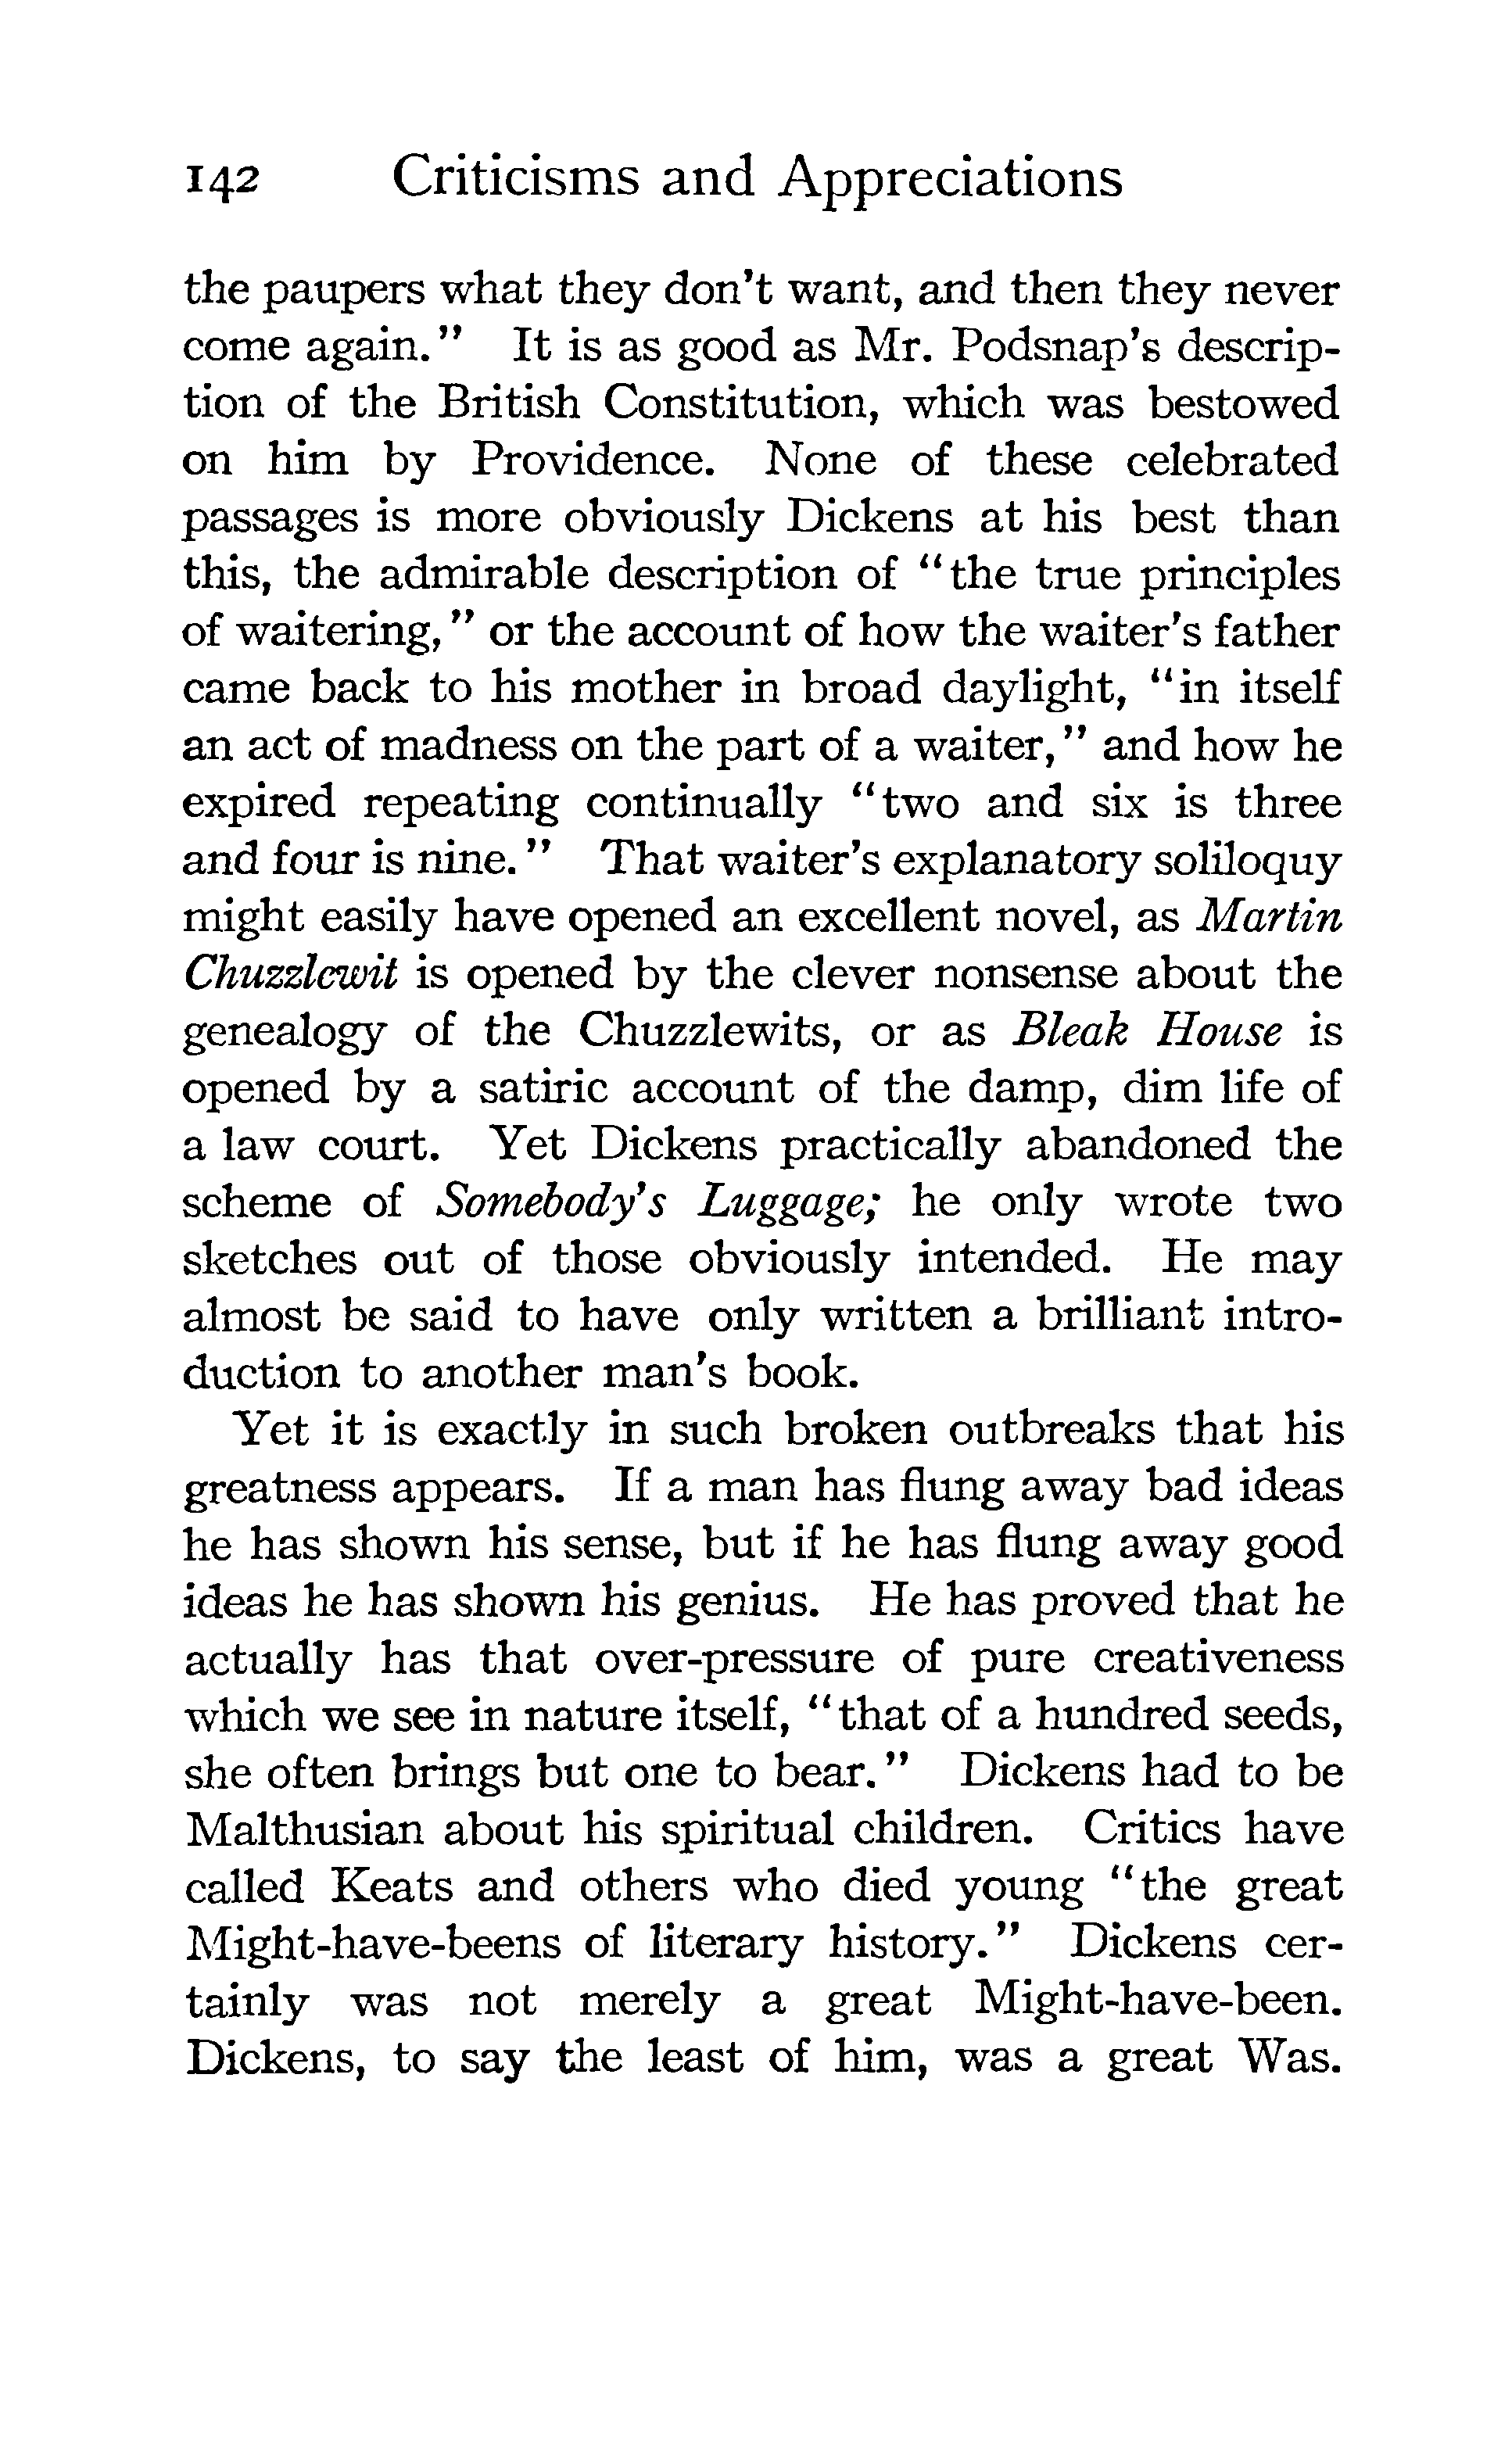 142 Criticisms and Appreciations
the paupers what they don't want, and then they never
come again." It is as good as Mr. Podsnap's descrip-
tion of the British Constitution, which was bestowed
on him by Providence. None of these celebrated
passages is more obviously Dickens at his best than
this, the admirable description of "the true principles
of waitering," or the account of how the waiter's father
came back to his mother in broad daylight, "in itself
an act of madness on the part of a waiter," and how he
expired repeating continually "two and six is three
and four is nine." That waiter's explanatory soliloquy
might easily have opened an excellent novel, as Martin
Chuzzlewit is opened by the clever nonsense about the
genealogy of the Chuzzlewits, or as Bleak House is
opened by a satiric account of the damp, dim life of
a law court. Yet Dickens practically abandoned the
scheme of Somebody's Luggage; he only wrote two
sketches out of those obviously intended. He may
almost be said to have only written a brilliant intro-
duction to another man's book.
Yet it is exactly in such broken outbreaks that his
greatness appears. If a man has flung away bad ideas
he has shown his sense, but if he has flung away good
ideas he has shown his genius. He has proved that he
actually has that over-pressure of pure creativeness
which we see in nature itself, "that of a hundred seeds,
she often brings but one to bear." Dickens had to be
Malthusian about his spiritual children. Critics have
called Keats and others who died young "the great
Might-have-beens of literary history." Dickens cer-
tainly was not merely a great Might-have-been.
Dickens, to say the least of him, was a great Was.